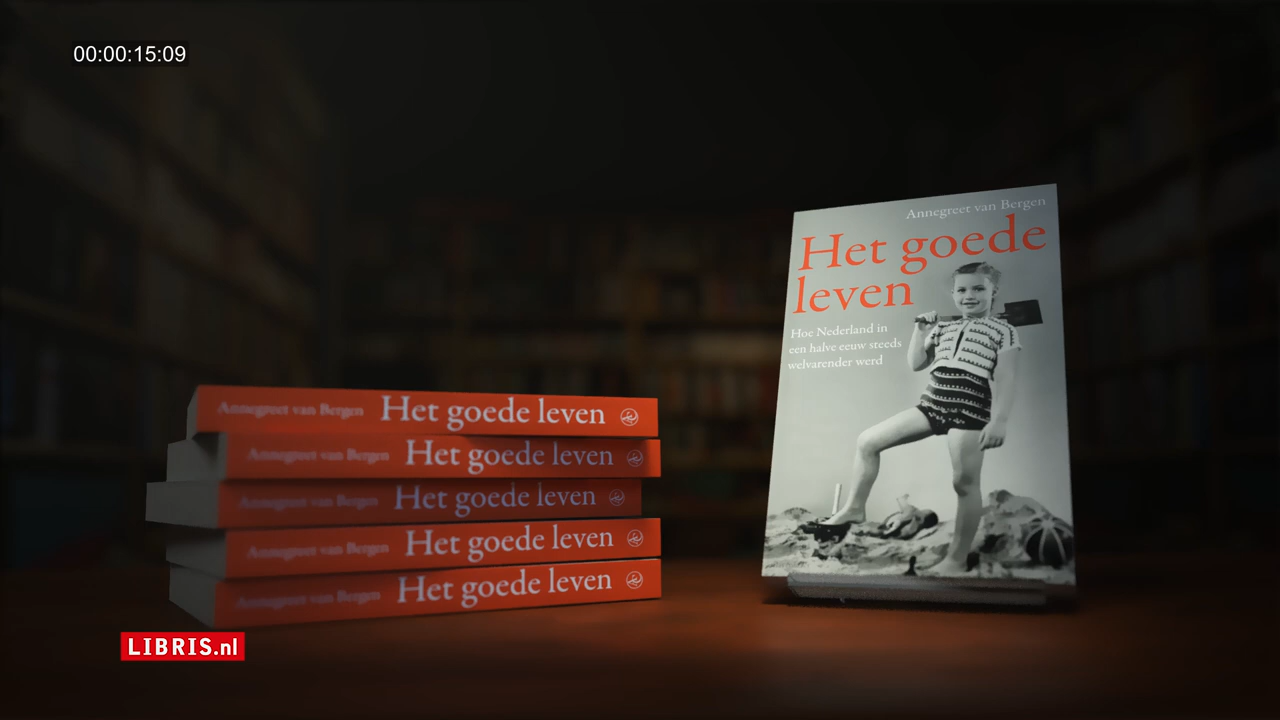 00:00:15:09
Annegreet van Bergen
Het goede
leven
Hoe Nederland in
een halve eeuw steeds
welvarender werd
Annegreet van Bergen Het goede leven
Annegreet van Bergen Het goede leven
Annegreet van Bergen Het goede leven
Annegreet van Bergen Het goede leven
Annegreet van Bergen Het goede leven
LIBRIS.nl